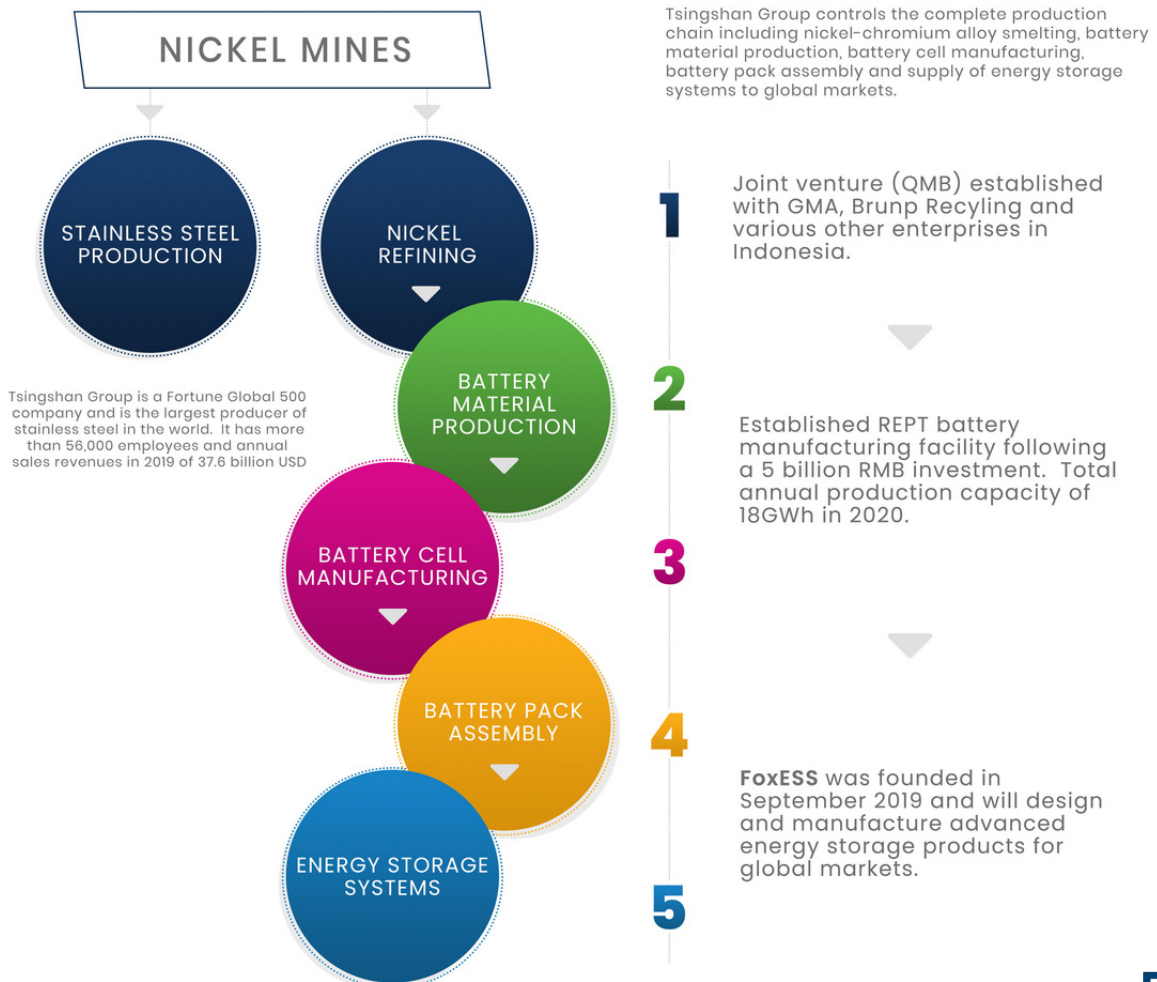 NICKEL MINES
Tsingshan Group controls the complete production
chain including nickel-chromium alloy smelting, battery
material production, battery cell manufacturing,
battery pack assembly and supply of energy storage
systems to global markets.
STAINLESS STEEL
PRODUCTION
NICKEL
REFINING
1
Joint venture (QMB) established
with GMA, Brunp Recyling and
various other enterprises in
Indonesia.
Tsingshan Group is a Fortune Global 500
company and is the largest producer of
stainless steel in the world. It has more
than 56,000 employees and annual
sales revenues in 2019 of 37.6 billion USD
BATTERY
MATERIAL
PRODUCTION
2
Established REPT battery
manufacturing facility following
a 5 billion RMB investment. Total
annual production capacity of
18GWh in 2020.
BATTERY CELL
MANUFACTURING
3
BATTERY PACK
ASSEMBLY
4
FoxESS was founded in
September 2019 and will design
and manufacture advanced
energy storage products for
global markets.
ENERGY STORAGE
SYSTEMS
5